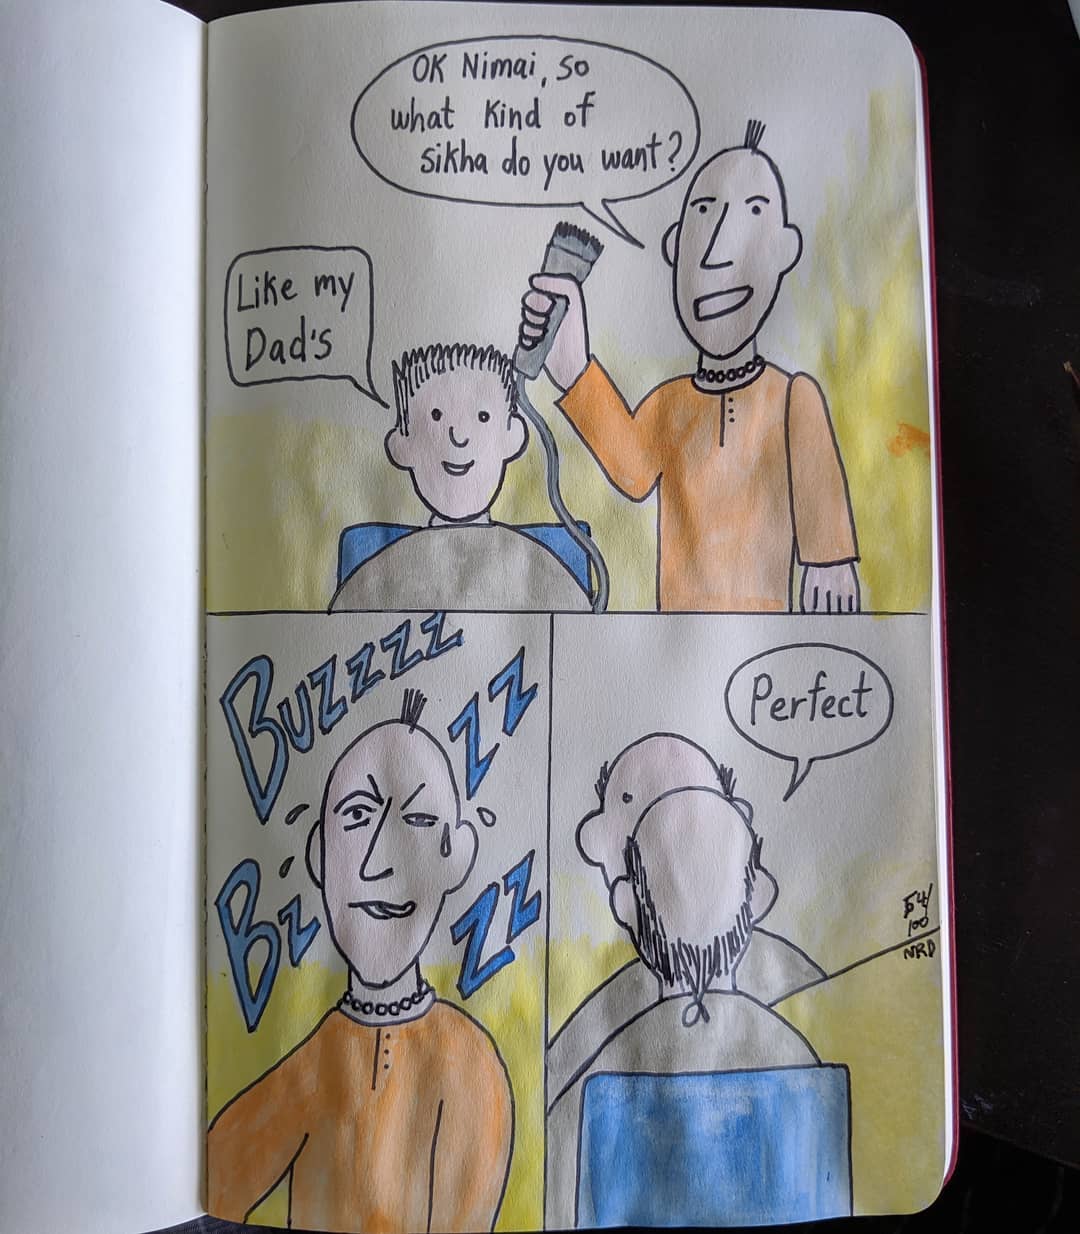 OK Nimai, so
what kind of
sikha do you want?
Like my
Dad's
BUZZZZZ
ZZ
BZ
ZZ
Perfect
54/
100
NRD